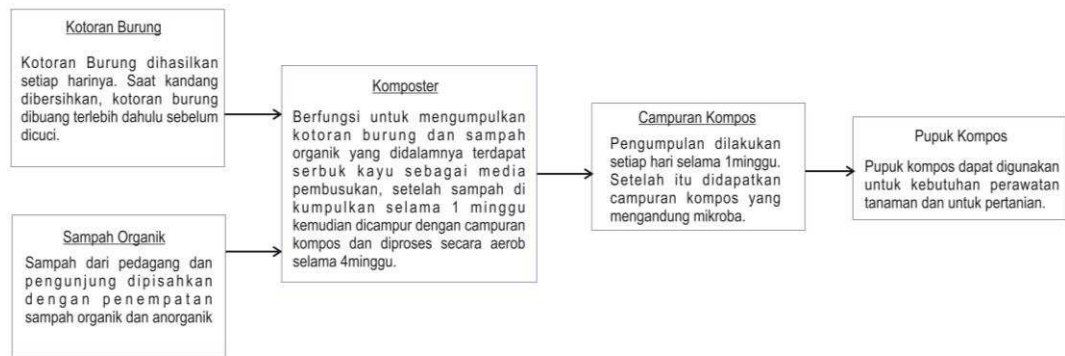 Kotoran Burung
Kotoran Burung dihasilkan
setiap harinya. Saat kandang
dibersihkan, kotoran burung
dibuang terlebih dahulu sebelum
dicuci.
Sampah Organik
Sampah dari pedagang dan
pengunjung dipisahkan
dengan penempatan
sampah organik dan anorganik
Komposter
Berfungsi untuk mengumpulkan
kotoran burung dan sampah
organik yang didalamnya terdapat
serbuk kayu sebagai media
pembusukan, setelah sampah di
kumpulkan selama 1 minggu
kemudian dicampur dengan campuran
kompos dan diproses secara aerob
selama 4minggu.
Campuran Kompos
Pengumpulan dilakukan
setiap hari selama 1minggu.
Setelah itu didapatkan
campuran kompos yang
mengandung mikroba.
Pupuk Kompos
Pupuk kompos dapat digunakan
untuk kebutuhan perawatan
tanaman dan untuk pertanian.